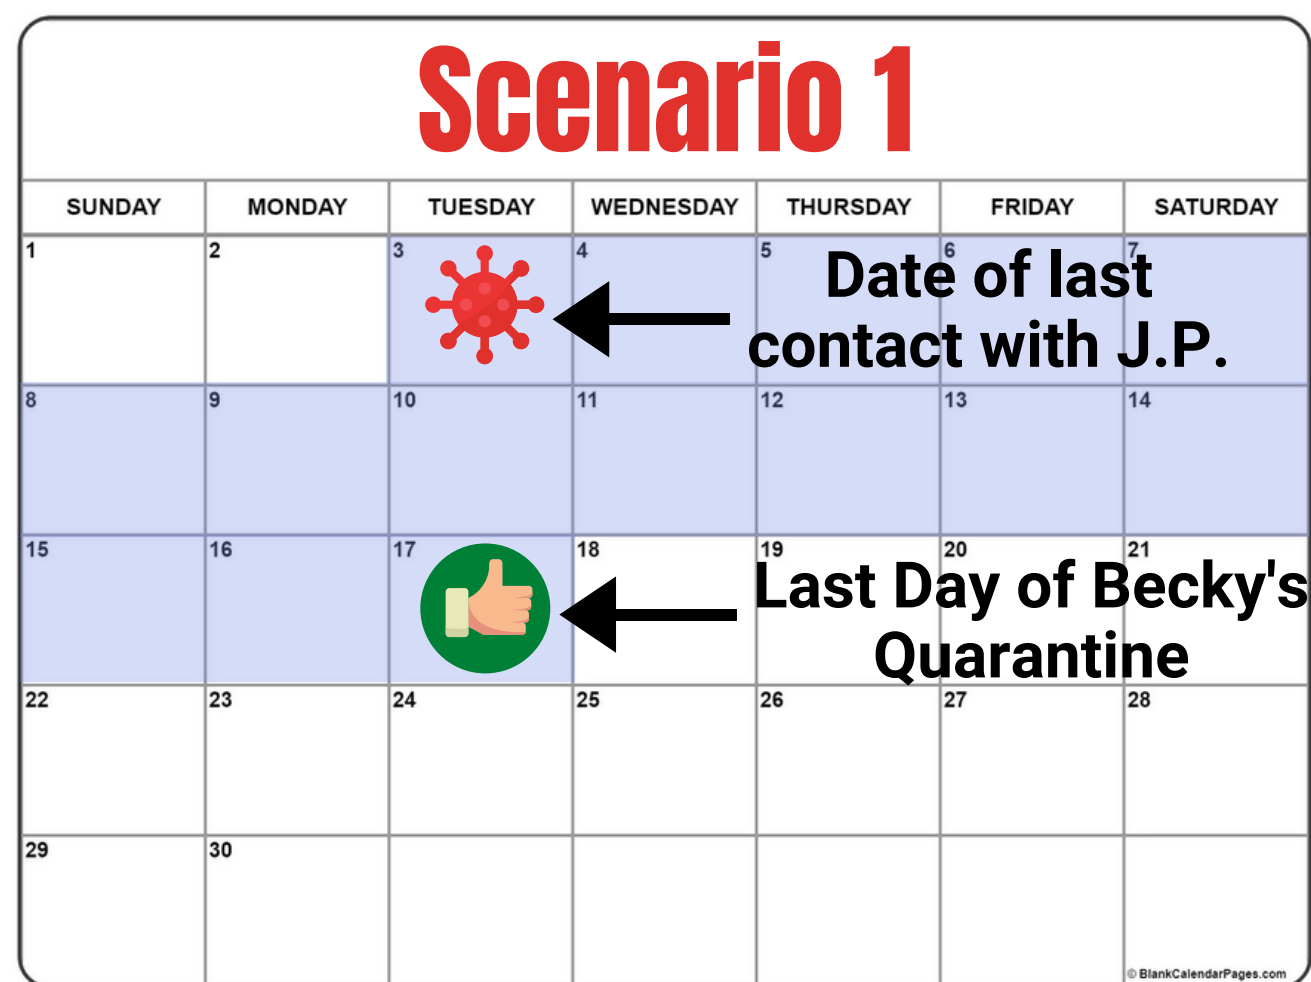 Scenario 1
SUNDAY MONDAY TUESDAY WEDNESDAY THURSDAY FRIDAY SATURDAY
1 2 3 4 5 6 7
Date of last
contact with J.P.
8 9 10 11 12 13 14
15 16 17 18 19 20 21
Last Day of Becky's
Quarantine
22 23 24 25 26 27 28
29 30
© BlankCalendarPages.com